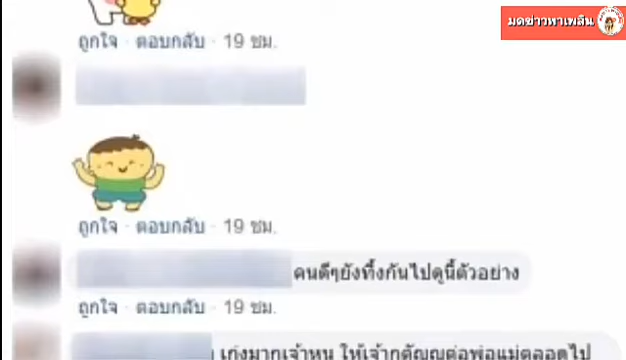 มดข่าวหาเพลิน
ถูกใจ · ตอบกลับ · 19 ชม.
ถูกใจ · ตอบกลับ · 19 ชม.
คนดีๆยังทิ้งกันไปดูนี้ตัวอย่าง
ถูกใจ · ตอบกลับ · 19 ชม.
เก่งมากเจ้าหนู ให้เจ้ากตัญญูต่อพ่อแม่ตลอดไป